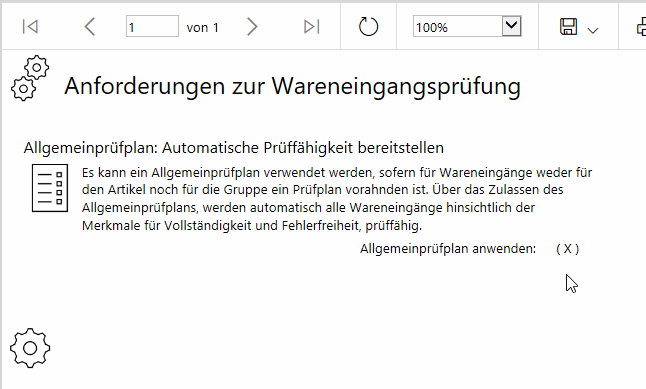 1 von 1 100%
Anforderungen zur Wareneingangsprüfung
Allgemeinprüfplan: Automatische Prüffähigkeit bereitstellen
Es kann ein Allgemeinprüfplan verwendet werden, sofern für Wareneingänge weder für
den Artikel noch für die Gruppe ein Prüfplan vorahnden ist. Über das Zulassen des
Allgemeinprüfplans, werden automatisch alle Wareneingänge hinsichtlich der
Merkmale für Vollständigkeit und Fehlerfreiheit, prüffähig.
Allgemeinprüfplan anwenden: ( X )